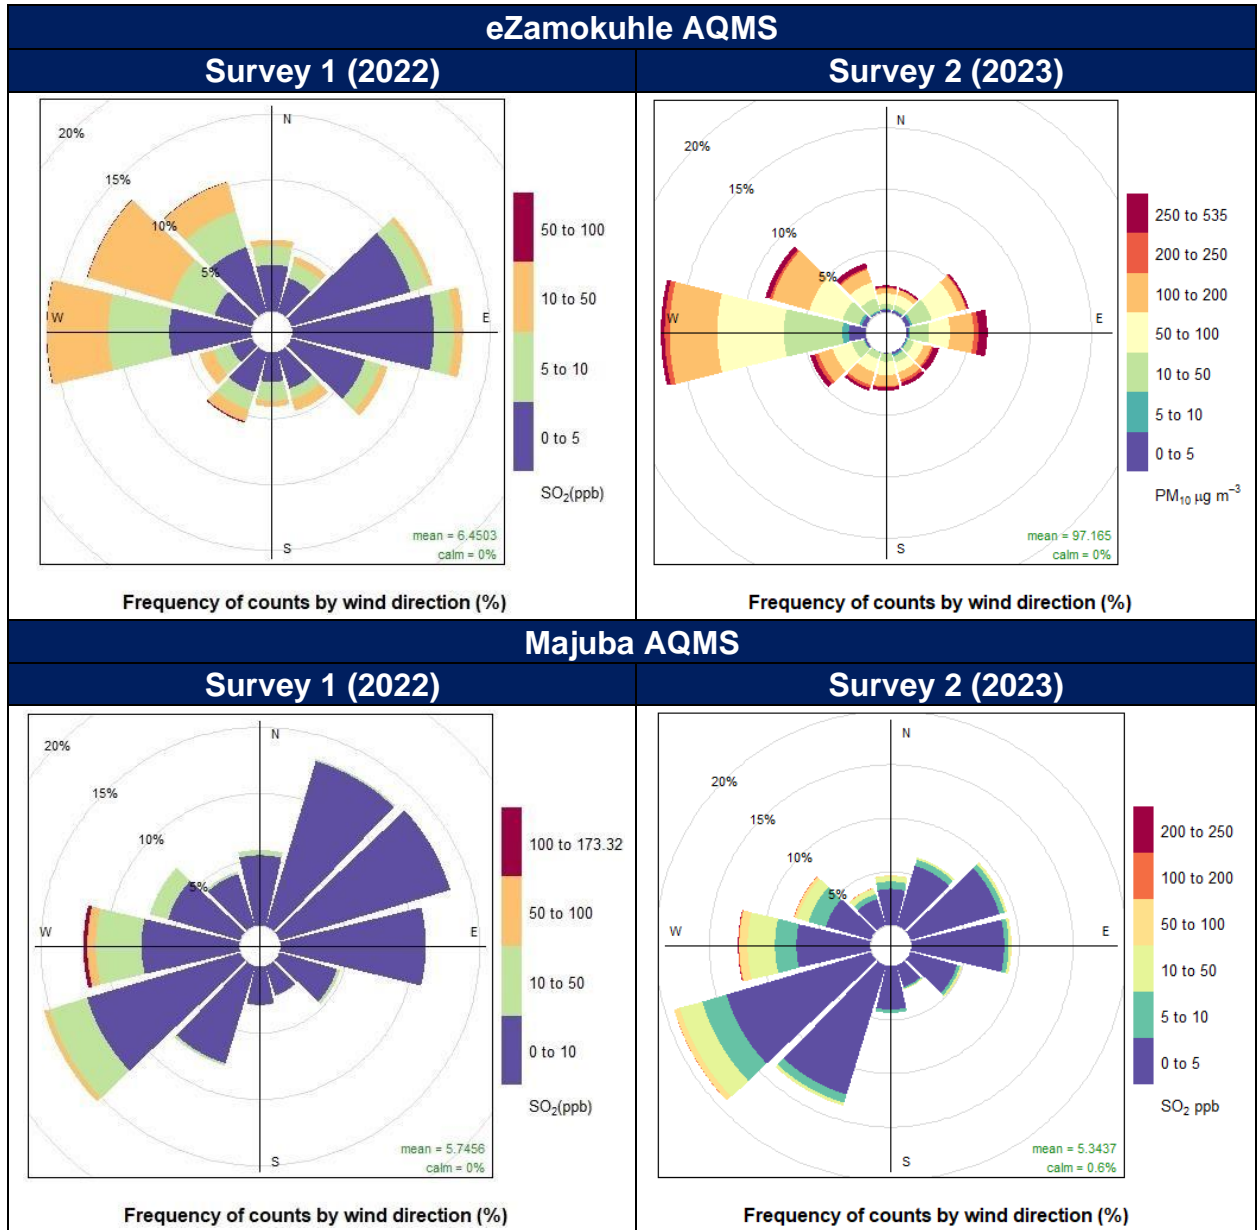 eZamokuhle AQMS
Survey 1 (2022)
Survey 2 (2023)
N
20%
15%
10%
5%
W
E
S
50 to 100
10 to 50
5 to 10
0 to 5
SO2(ppb)
mean = 6.4503
calm = 0%
Frequency of counts by wind direction (%)
N
20%
15%
10%
5%
W
E
S
250 to 535
200 to 250
100 to 200
50 to 100
10 to 50
5 to 10
0 to 5
PM10 µg m−3
mean = 97.165
calm = 0%
Frequency of counts by wind direction (%)
Majuba AQMS
Survey 1 (2022)
Survey 2 (2023)
N
20%
15%
10%
5%
W
E
S
100 to 173.32
50 to 100
10 to 50
0 to 10
SO2(ppb)
mean = 5.7456
calm = 0%
Frequency of counts by wind direction (%)
N
20%
15%
10%
5%
W
E
S
200 to 250
100 to 200
50 to 100
10 to 50
5 to 10
0 to 5
SO2 ppb
mean = 5.3437
calm = 0.6%
Frequency of counts by wind direction (%)